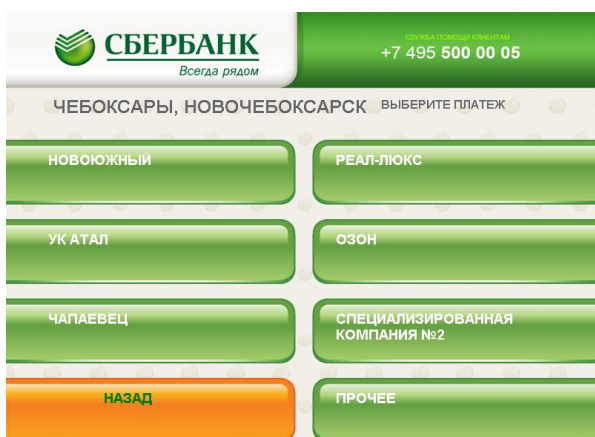 СБЕРБАНК
Всегда рядом
СЛУЖБА ПОМОЩИ КЛИЕНТАМ
+7 495 500 00 05
ЧЕБОКСАРЫ, НОВОЧЕБОКСАРСК ВЫБЕРИТЕ ПЛАТЕЖ
НОВОЮЖНЫЙ
РЕАЛ-ЛЮКС
УК АТАЛ
ОЗОН
ЧАПАЕВЕЦ
СПЕЦИАЛИЗИРОВАННАЯ
КОМПАНИЯ №2
НАЗАД
ПРОЧЕЕ